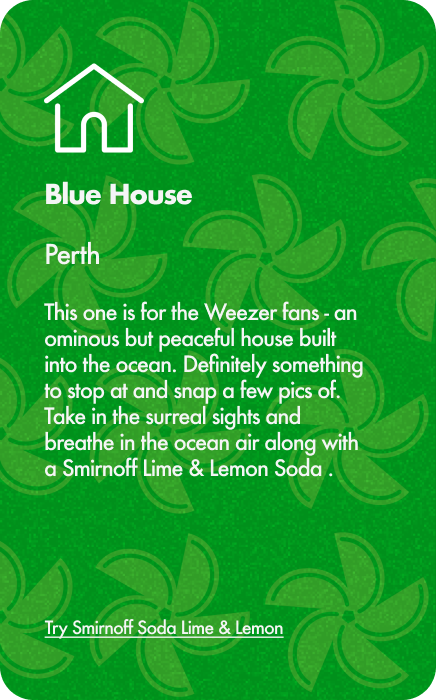 Blue House
Perth
This one is for the Weezer fans - an
ominous but peaceful house built
into the ocean. Definitely something
to stop at and snap a few pics of.
Take in the surreal sights and
breathe in the ocean air along with
a Smirnoff Lime & Lemon Soda .
Try Smirnoff Soda Lime & Lemon